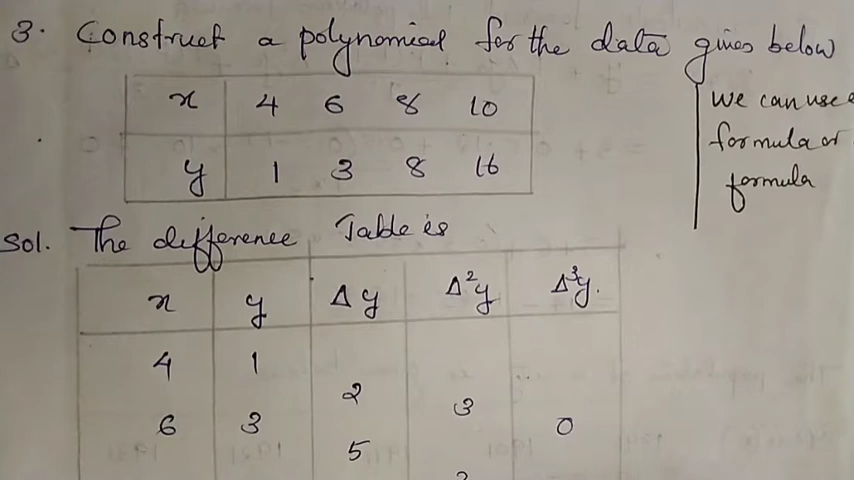 3. Construct a polynomial for the data gives below
x 4 6 8 10
y 1 3 8 16
We can use
formula or
formula
Sol. The difference Table is
x y Δy Δ²y Δ³y.
4 1
2
3
6 3
0
5